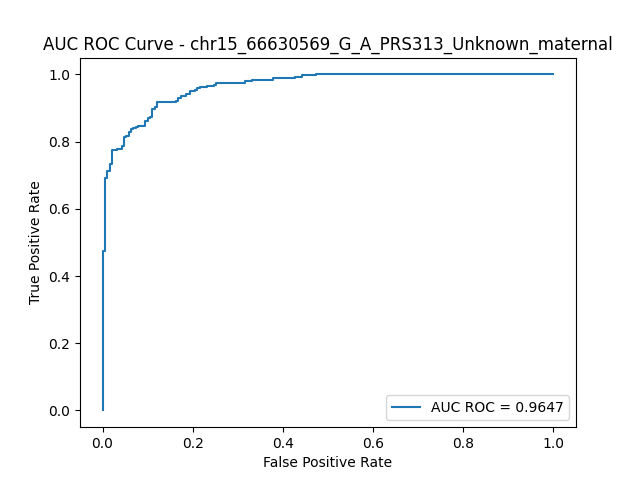 AUC ROC Curve - chr15_66630569_G_A_PRS313_Unknown_maternal
1.0
0.8
0.6
0.4
0.2
0.0
True Positive Rate
AUC ROC = 0.9647
0.0 0.2 0.4 0.6 0.8 1.0
False Positive Rate